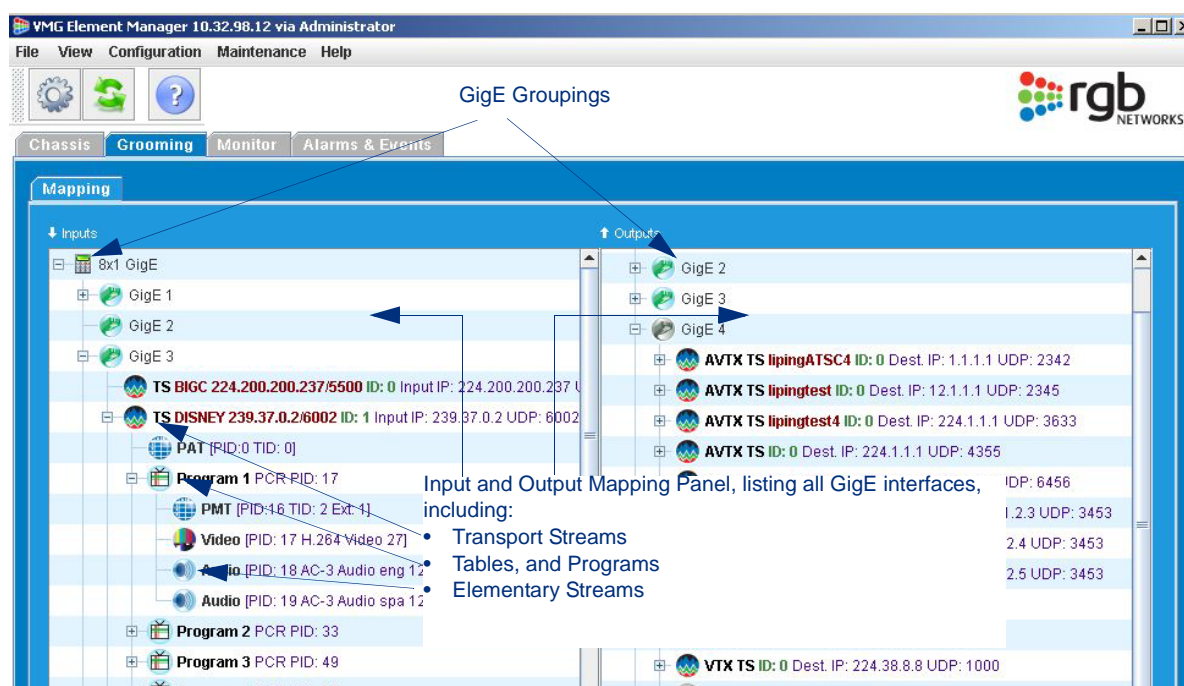 VMG Element Manager 10.32.98.12 via Administrator
File View Configuration Maintenance Help
GigE Groupings
rgb
NETWORKS
Chassis Grooming Monitor Alarms & Events
Mapping
Inputs
8x1 GigE
GigE 1
GigE 2
GigE 3
TS BIGC 224.200.200.237/5500 ID: 0 Input IP: 224.200.200.237
TS DISNEY 239.37.0.2/6002 ID: 1 Input IP: 239.37.0.2 UDP: 6002
PAT [PID:0 TID: 0]
Program 1 PCR PID: 17
PMT [PID:16 TID: 2 Ext: 1]
Video [PID: 17 H.264 Video 27]
Audio [PID: 18 AC-3 Audio eng 12
Audio [PID: 19 AC-3 Audio spa 12
Program 2 PCR PID: 33
Program 3 PCR PID: 49
Outputs
GigE 2
GigE 3
GigE 4
AVTX TS lipingATSC4 ID: 0 Dest. IP: 1.1.1.1 UDP: 2342
AVTX TS lipingtest ID: 0 Dest. IP: 12.1.1.1 UDP: 2345
AVTX TS lipingtest4 ID: 0 Dest. IP: 224.1.1.1 UDP: 3633
AVTX TS ID: 0 Dest. IP: 224.1.1.1 UDP: 4355
IDP: 6456
1.2.3 UDP: 3453
2.4 UDP: 3453
2.5 UDP: 3453
VTX TS ID: 0 Dest. IP: 224.38.8.8 UDP: 1000
Input and Output Mapping Panel, listing all GigE interfaces,
including:
• Transport Streams
• Tables, and Programs
• Elementary Streams